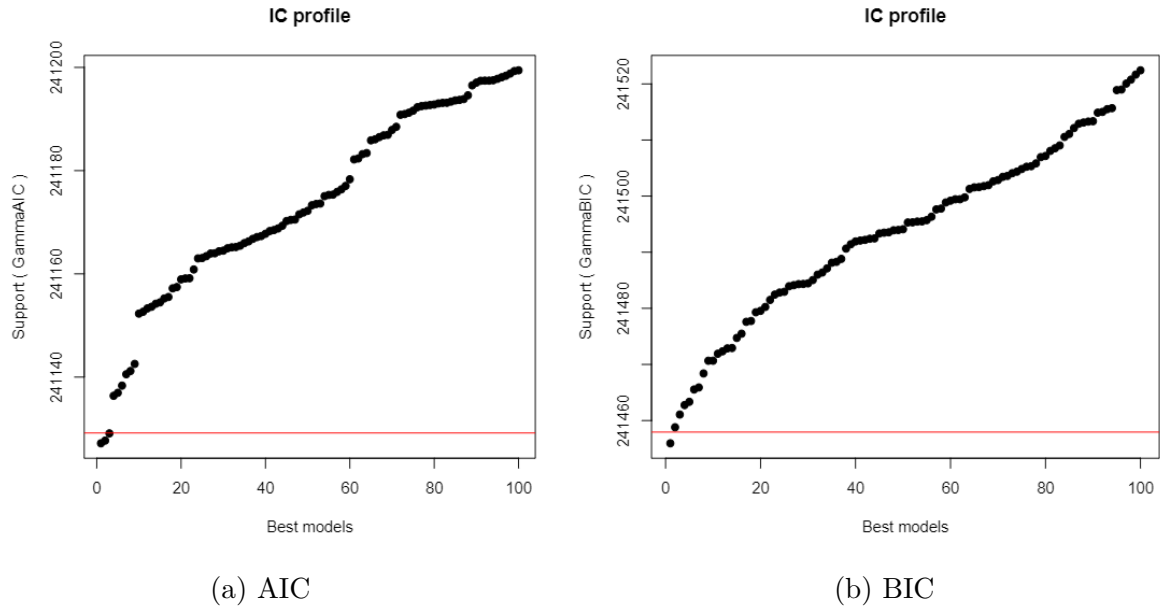 IC profile
Support ( GammaAIC )
241140
241160
241180
241200
0 20 40 60 80 100
Best models
(a) AIC
IC profile
Support ( GammaBIC )
241460
241480
241500
241520
0 20 40 60 80 100
Best models
(b) BIC